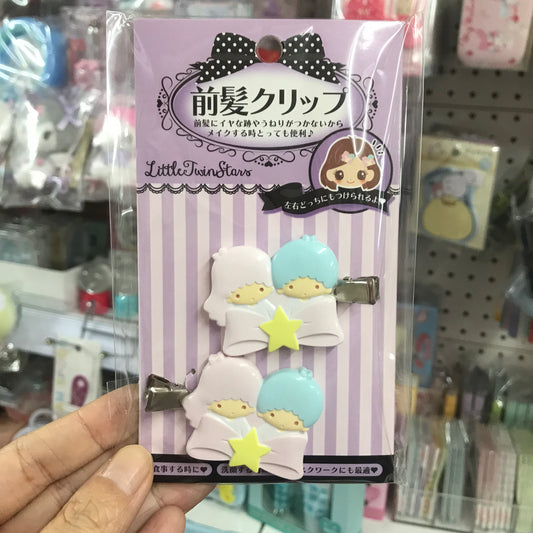 前髪クリップ
前髪にイヤな跡やうねりがつかないから
メイクする時とっても便利♪
LittleTwinStars
左右どっちにもつけられるよ♥
食事する時に♥
洗顔する
スクワークにも最適♥